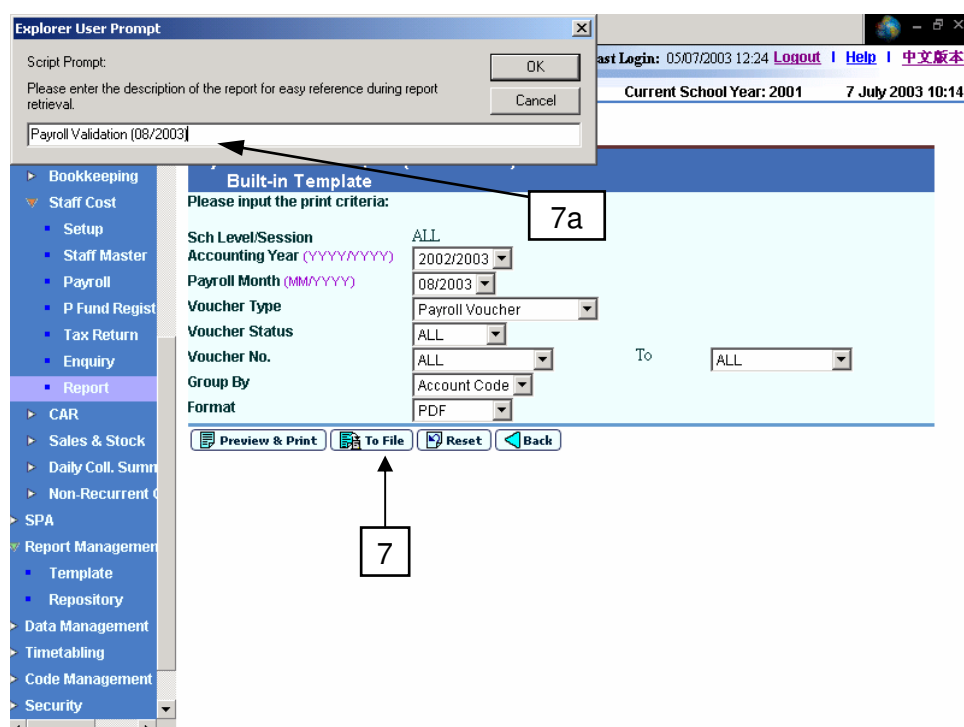 Explorer User Prompt
Script Prompt:
OK
Please enter the description of the report for easy reference during report
retrieval.
Cancel
Payroll Validation (08/2003)
ast Login: 05/07/2003 12:24 Logout | Help | 中文版本
Current School Year: 2001 7 July 2003 10:14
7a
Built-in Template
Please input the print criteria:
Sch Level/Session ALL
Accounting Year (YYYY/YYYY) 2002/2003
Payroll Month (MM/YYYY) 08/2003
Voucher Type Payroll Voucher
Voucher Status ALL
Voucher No. ALL To ALL
Group By Account Code
Format PDF
Preview & Print To File Reset Back
7
Bookkeeping
Staff Cost
Setup
Staff Master
Payroll
P Fund Regist
Tax Return
Enquiry
Report
CAR
Sales & Stock
Daily Coll. Summ
Non-Recurrent
SPA
Report Managemen
Template
Repository
Data Management
Timetabling
Code Management
Security